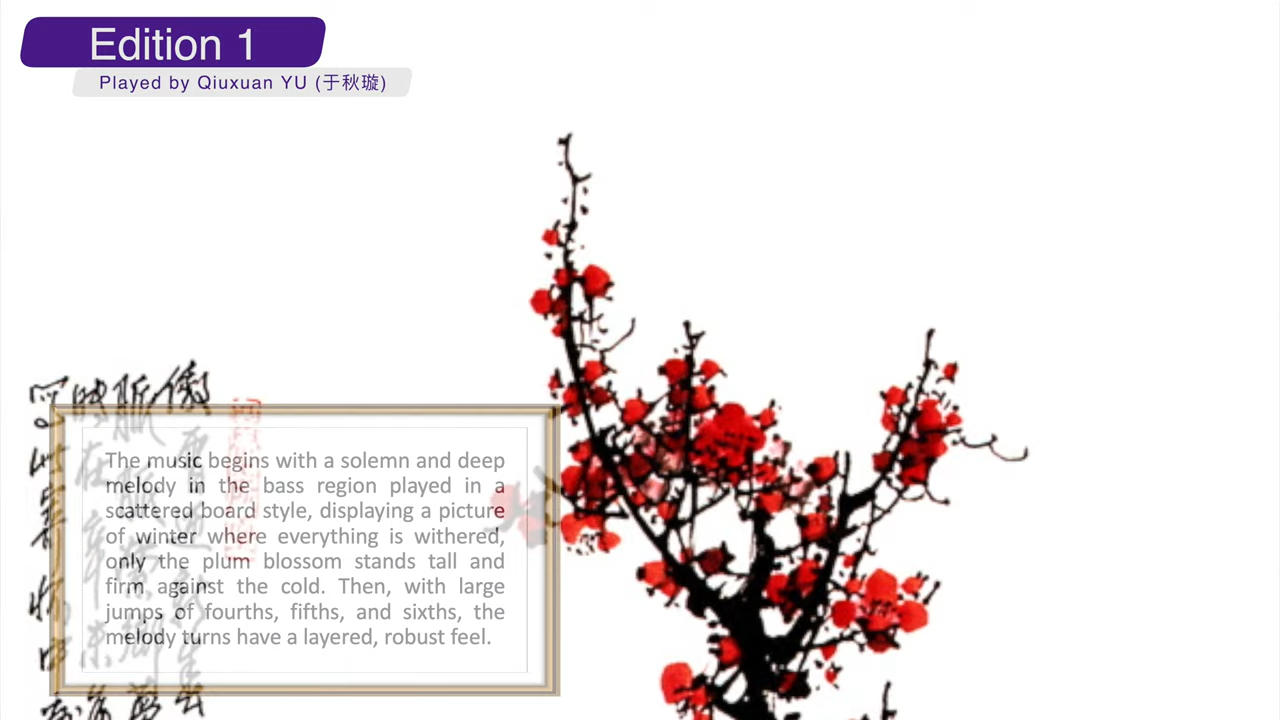 Edition 1
Played by Qiuxuan YU (于秋璇)
The music begins with a solemn and deep
melody in the bass region played in a
scattered board style, displaying a picture
of winter where everything is withered,
only the plum blossom stands tall and
firm against the cold. Then, with large
jumps of fourths, fifths, and sixths, the
melody turns have a layered, robust feel.